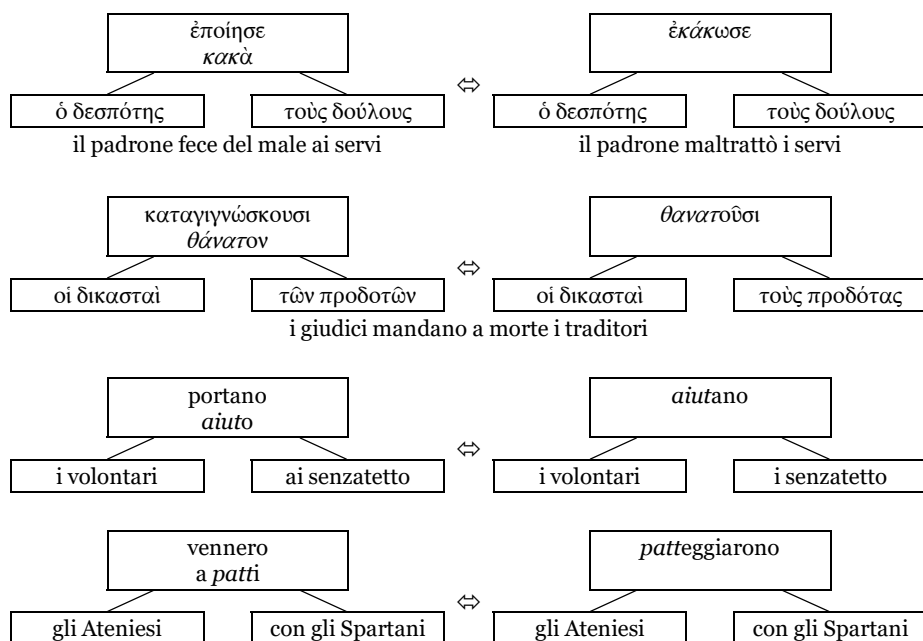 ἐποίησε ἐκάκωσε
κακὰ
⇔
ὁ δεσπότης τοὺς δούλους ὁ δεσπότης τοὺς δούλους
il padrone fece del male ai servi il padrone maltrattò i servi
καταγιγνώσκουσι θανατοῦσι
θάνατον
⇔
οἱ δικασταὶ τῶν προδοτῶν οἱ δικασταὶ τοὺς προδότας
i giudici mandano a morte i traditori
portano aiutano
aiuto
⇔
i volontari ai senzatetto i volontari i senzatetto
vennero patteggiarono
a patti
⇔
gli Ateniesi con gli Spartani gli Ateniesi con gli Spartani